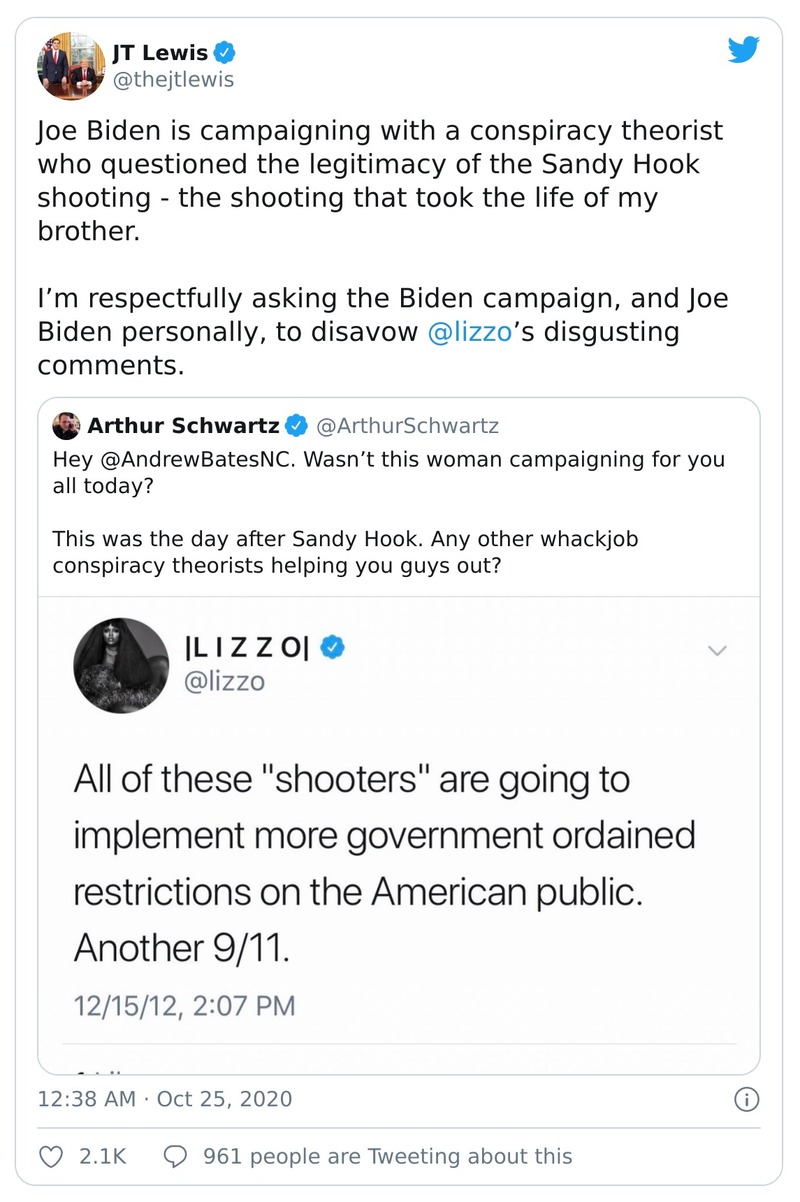 JT Lewis
@thejtlewis
Joe Biden is campaigning with a conspiracy theorist
who questioned the legitimacy of the Sandy Hook
shooting - the shooting that took the life of my
brother.
I’m respectfully asking the Biden campaign, and Joe
Biden personally, to disavow @lizzo’s disgusting
comments.
Arthur Schwartz @ArthurSchwartz
Hey @AndrewBatesNC. Wasn’t this woman campaigning for you
all today?
This was the day after Sandy Hook. Any other whackjob
conspiracy theorists helping you guys out?
|L I Z Z O|
@lizzo
All of these "shooters" are going to
implement more government ordained
restrictions on the American public.
Another 9/11.
12/15/12, 2:07 PM
12:38 AM · Oct 25, 2020
2.1K 961 people are Tweeting about this